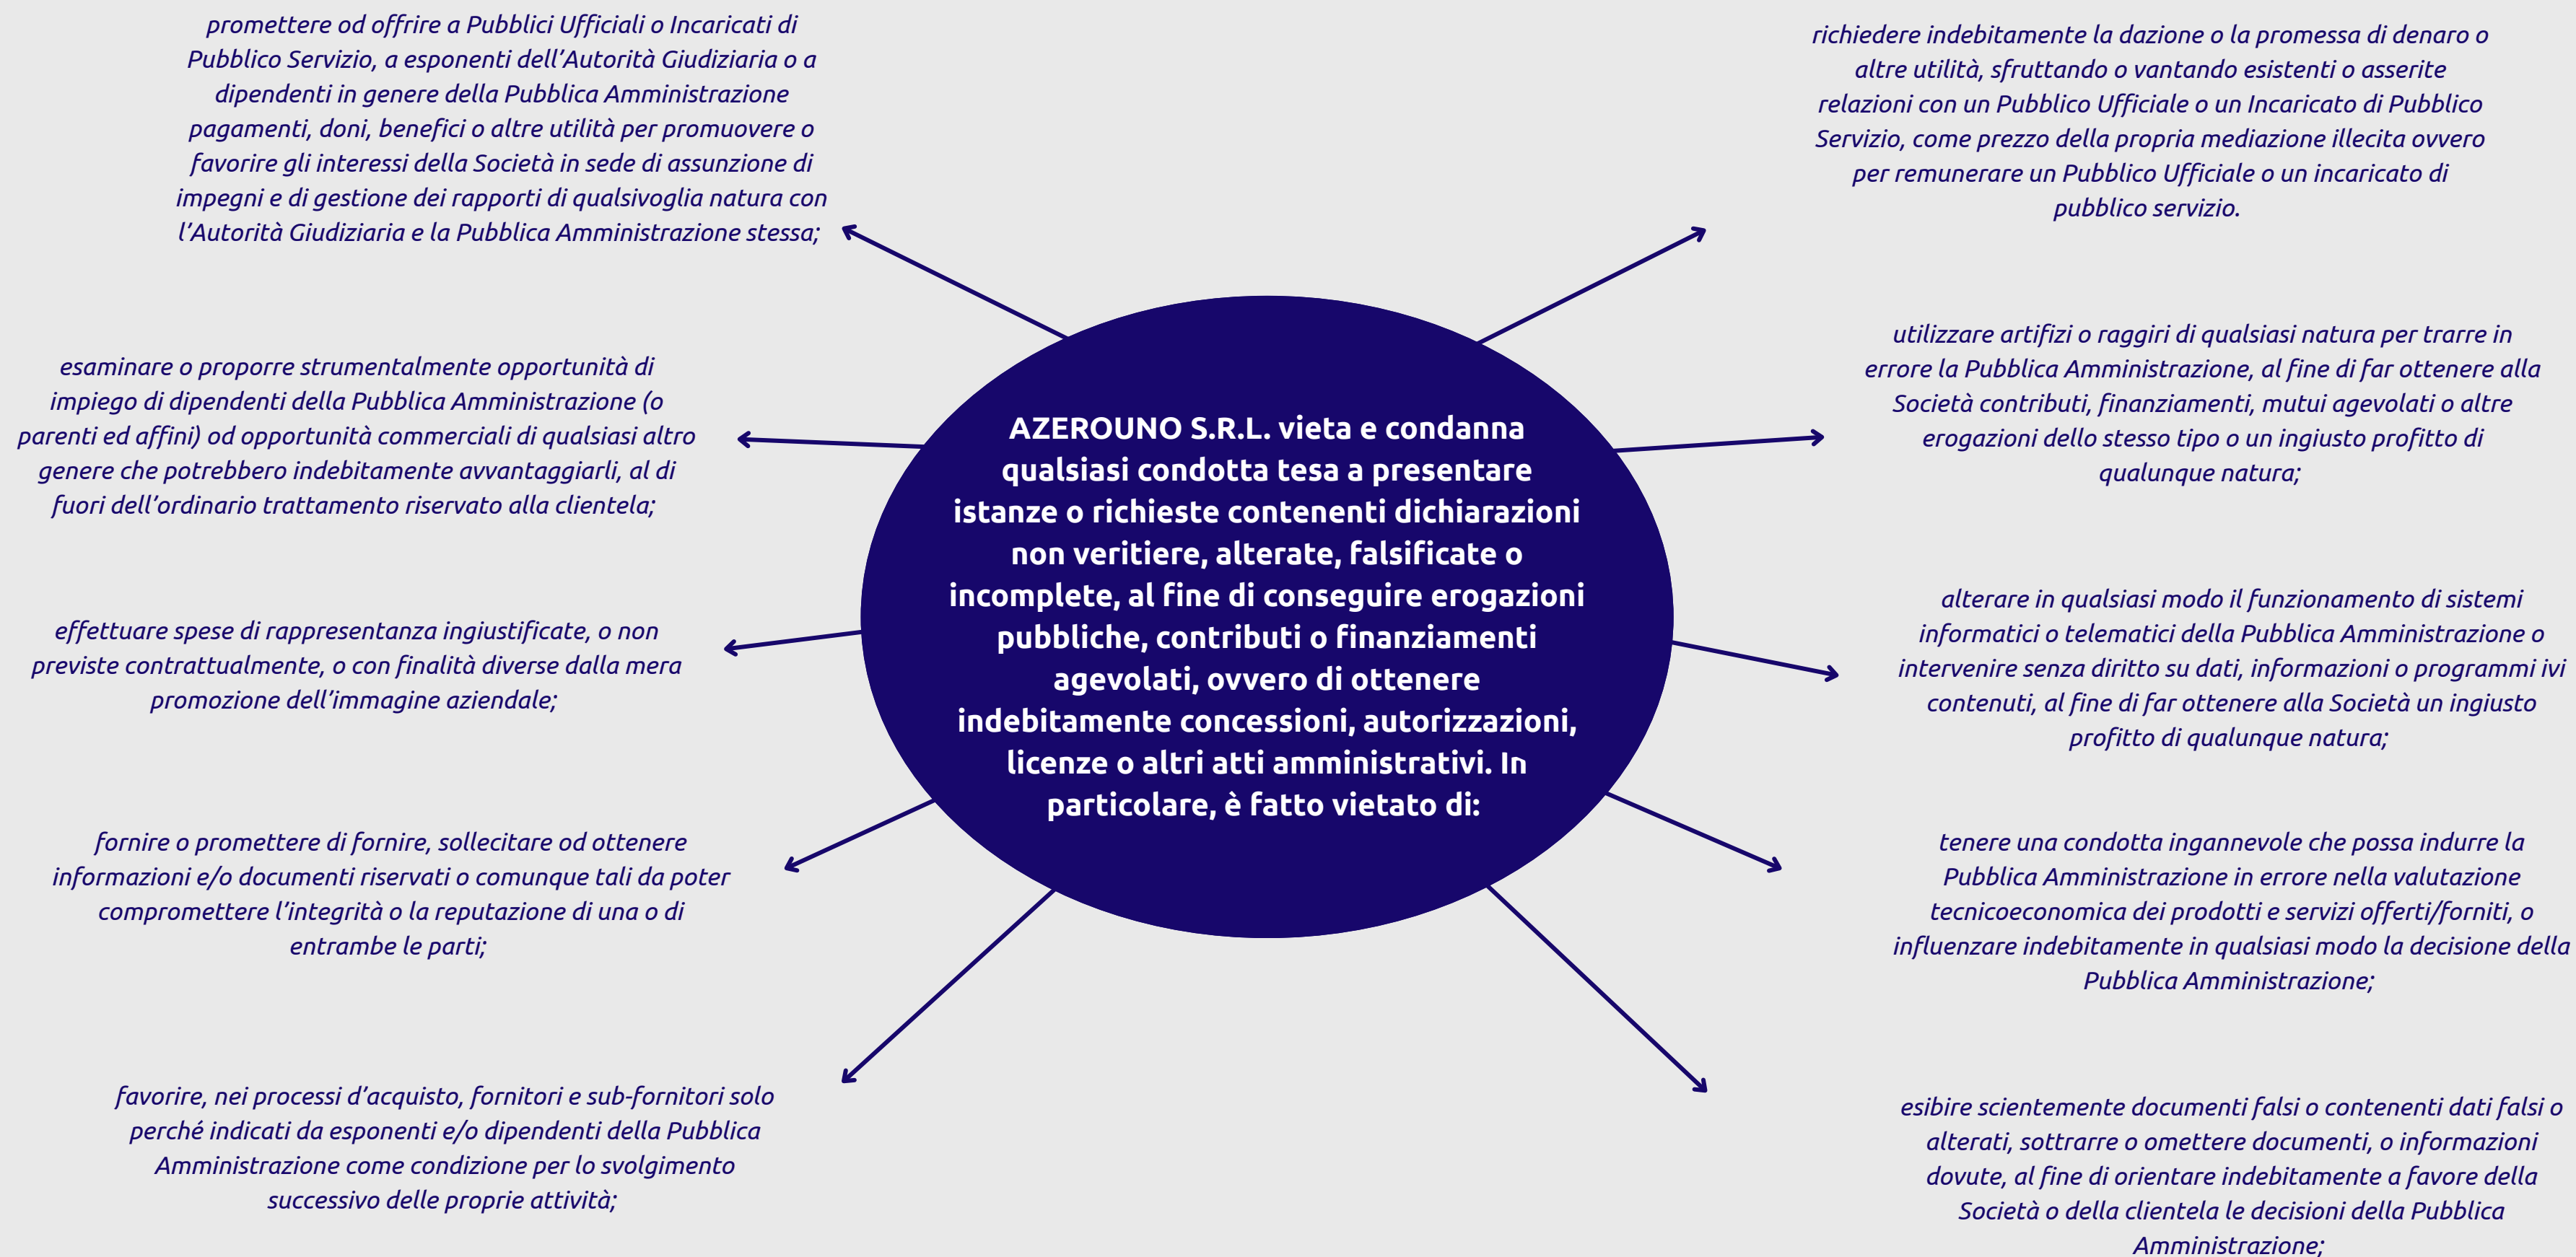 promettere od offrire a Pubblici Ufficiali o Incaricati di
Pubblico Servizio, a esponenti dell’Autorità Giudiziaria o a
dipendenti in genere della Pubblica Amministrazione
pagamenti, doni, benefici o altre utilità per promuovere o
favorire gli interessi della Società in sede di assunzione di
impegni e di gestione dei rapporti di qualsivoglia natura con
l’Autorità Giudiziaria e la Pubblica Amministrazione stessa;
esaminare o proporre strumentalmente opportunità di
impiego di dipendenti della Pubblica Amministrazione (o
parenti ed affini) od opportunità commerciali di qualsiasi altro
genere che potrebbero indebitamente avvantaggiarli, al di
fuori dell’ordinario trattamento riservato alla clientela;
effettuare spese di rappresentanza ingiustificate, o non
previste contrattualmente, o con finalità diverse dalla mera
promozione dell’immagine aziendale;
fornire o promettere di fornire, sollecitare od ottenere
informazioni e/o documenti riservati o comunque tali da poter
compromettere l’integrità o la reputazione di una o di
entrambe le parti;
favorire, nei processi d’acquisto, fornitori e sub-fornitori solo
perché indicati da esponenti e/o dipendenti della Pubblica
Amministrazione come condizione per lo svolgimento
successivo delle proprie attività;
AZEROUNO S.R.L. vieta e condanna
qualsiasi condotta tesa a presentare
istanze o richieste contenenti dichiarazioni
non veritiere, alterate, falsificate o
incomplete, al fine di conseguire erogazioni
pubbliche, contributi o finanziamenti
agevolati, ovvero di ottenere
indebitamente concessioni, autorizzazioni,
licenze o altri atti amministrativi. In
particolare, è fatto vietato di:
richiedere indebitamente la dazione o la promessa di denaro o
altre utilità, sfruttando o vantando esistenti o asserite
relazioni con un Pubblico Ufficiale o un Incaricato di Pubblico
Servizio, come prezzo della propria mediazione illecita ovvero
per remunerare un Pubblico Ufficiale o un incaricato di
pubblico servizio.
utilizzare artifizi o raggiri di qualsiasi natura per trarre in
errore la Pubblica Amministrazione, al fine di far ottenere alla
Società contributi, finanziamenti, mutui agevolati o altre
erogazioni dello stesso tipo o un ingiusto profitto di
qualunque natura;
alterare in qualsiasi modo il funzionamento di sistemi
informatici o telematici della Pubblica Amministrazione o
intervenire senza diritto su dati, informazioni o programmi ivi
contenuti, al fine di far ottenere alla Società un ingiusto
profitto di qualunque natura;
tenere una condotta ingannevole che possa indurre la
Pubblica Amministrazione in errore nella valutazione
tecnicoeconomica dei prodotti e servizi offerti/forniti, o
influenzare indebitamente in qualsiasi modo la decisione della
Pubblica Amministrazione;
esibire scientemente documenti falsi o contenenti dati falsi o
alterati, sottrarre o omettere documenti, o informazioni
dovute, al fine di orientare indebitamente a favore della
Società o della clientela le decisioni della Pubblica
Amministrazione;